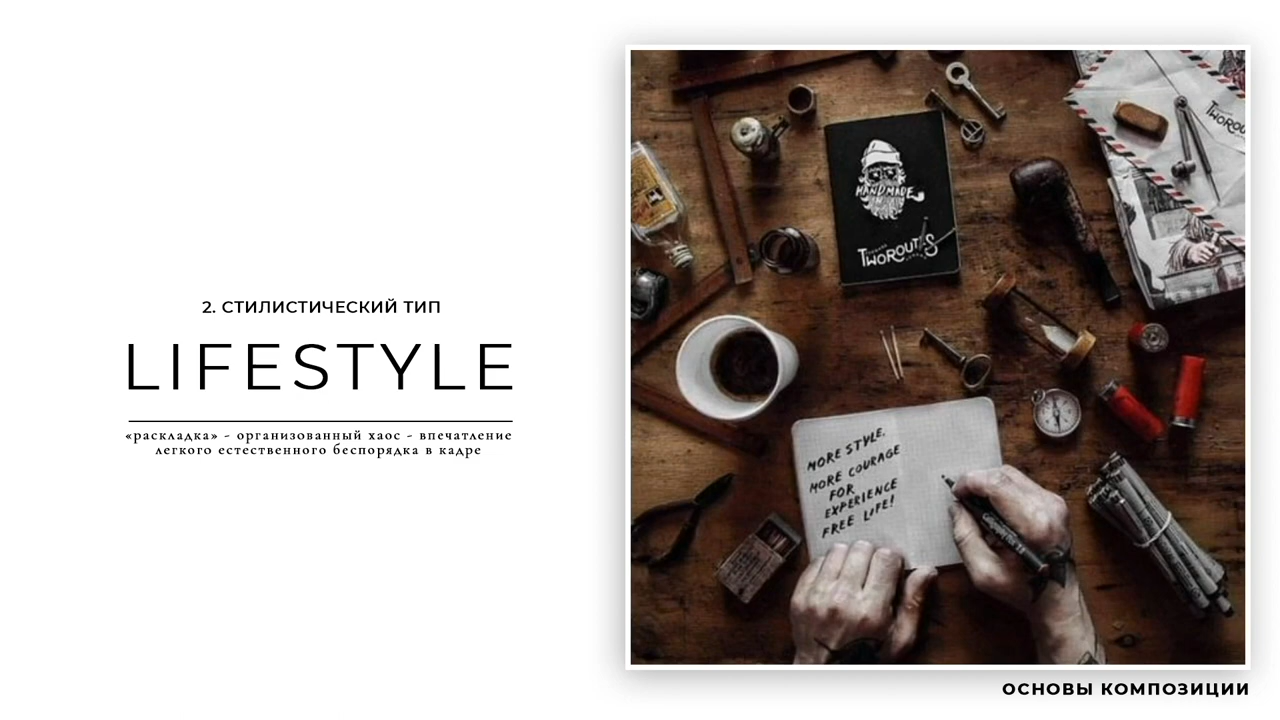 2. СТИЛИСТИЧЕСКИЙ ТИП
LIFESTYLE
«раскладка» - организованный хаос - впечатление
легкого естественного беспорядка в кадре
HANDMADE
TWOROUTES
MORE STYLE.
MORE COURAGE
FOR
EXPERIENCE
FREE LIFE!
ОСНОВЫ КОМПОЗИЦИИ